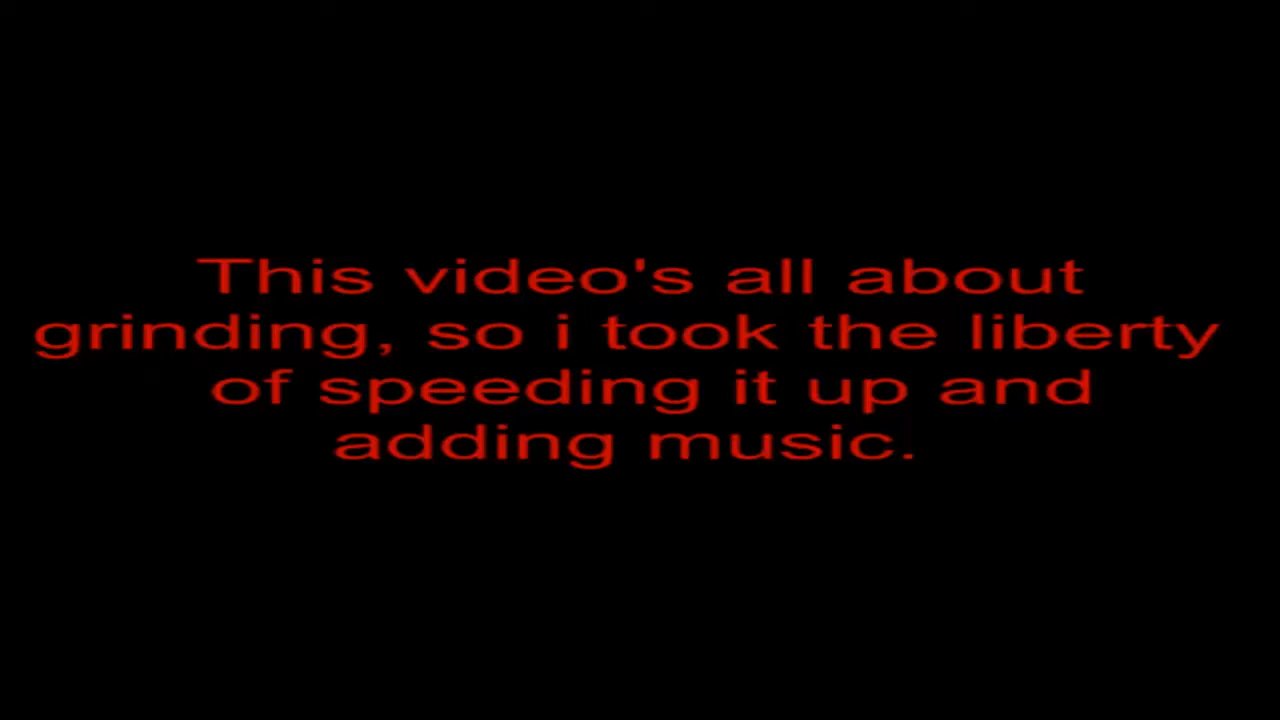 This video's all about
grinding, so i took the liberty
of speeding it up and
adding music.